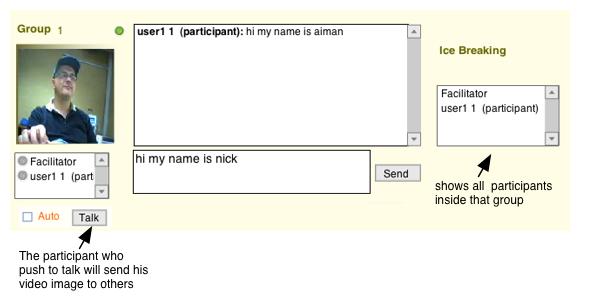 Group 1
user1 1 (participant): hi my name is aiman
Ice Breaking
Facilitator
user1 1 (participant)
hi my name is nick
Send
Facilitator
user1 1 (part
Auto
Talk
shows all participants
inside that group
The participant who
push to talk will send his
video image to others